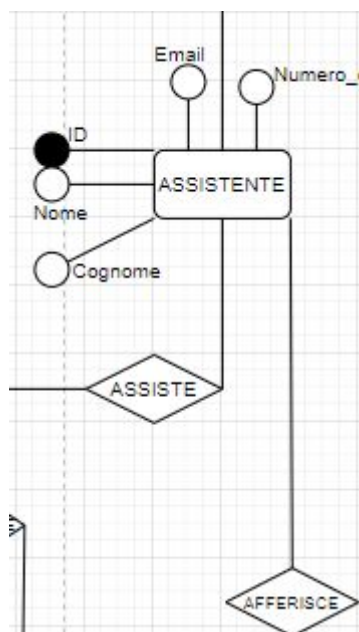 Email
Numero_
ID
ASSISTENTE
Nome
Cognome
ASSISTE
AFFERISCE